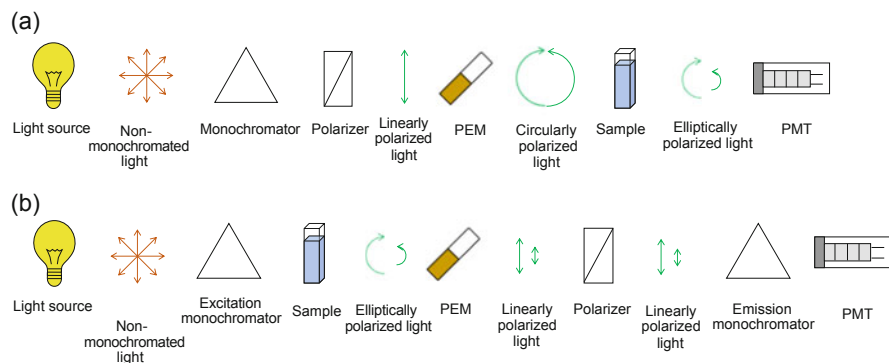 (a)
Light source
Non-
monochromated
light
Monochromator
Polarizer
Linearly
polarized light
PEM
Circularly
polarized
light
Sample
Elliptically
polarized light
PMT
(b)
Light source
Non-
monochromated
light
Excitation
monochromator
Sample
Elliptically
polarized light
PEM
Linearly
polarized
light
Polarizer
Linearly
polarized
light
Emission
monochromator
PMT